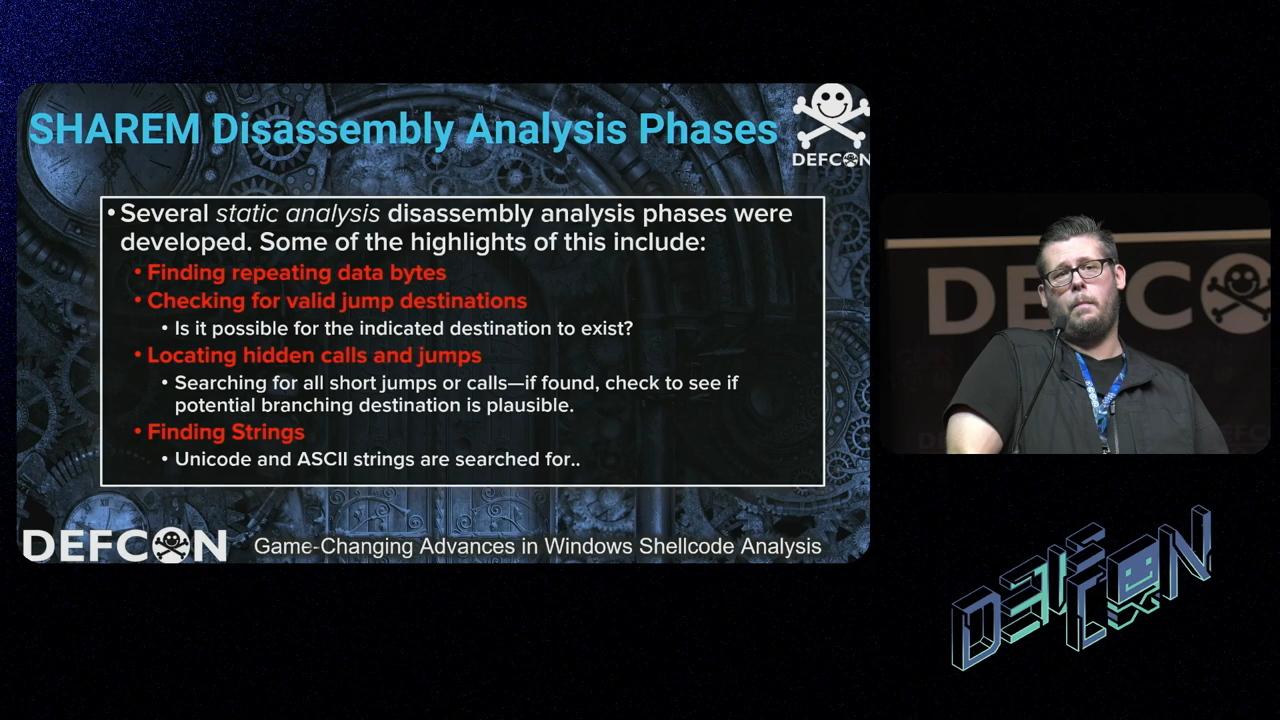 SHAREM Disassembly Analysis Phases
DEFCON
• Several static analysis disassembly analysis phases were
developed. Some of the highlights of this include:
• Finding repeating data bytes
• Checking for valid jump destinations
• Is it possible for the indicated destination to exist?
• Locating hidden calls and jumps
• Searching for all short jumps or calls—if found, check to see if
potential branching destination is plausible.
• Finding Strings
• Unicode and ASCII strings are searched for..
DEFCON
Game-Changing Advances in Windows Shellcode Analysis
DEFCO
DEFCON